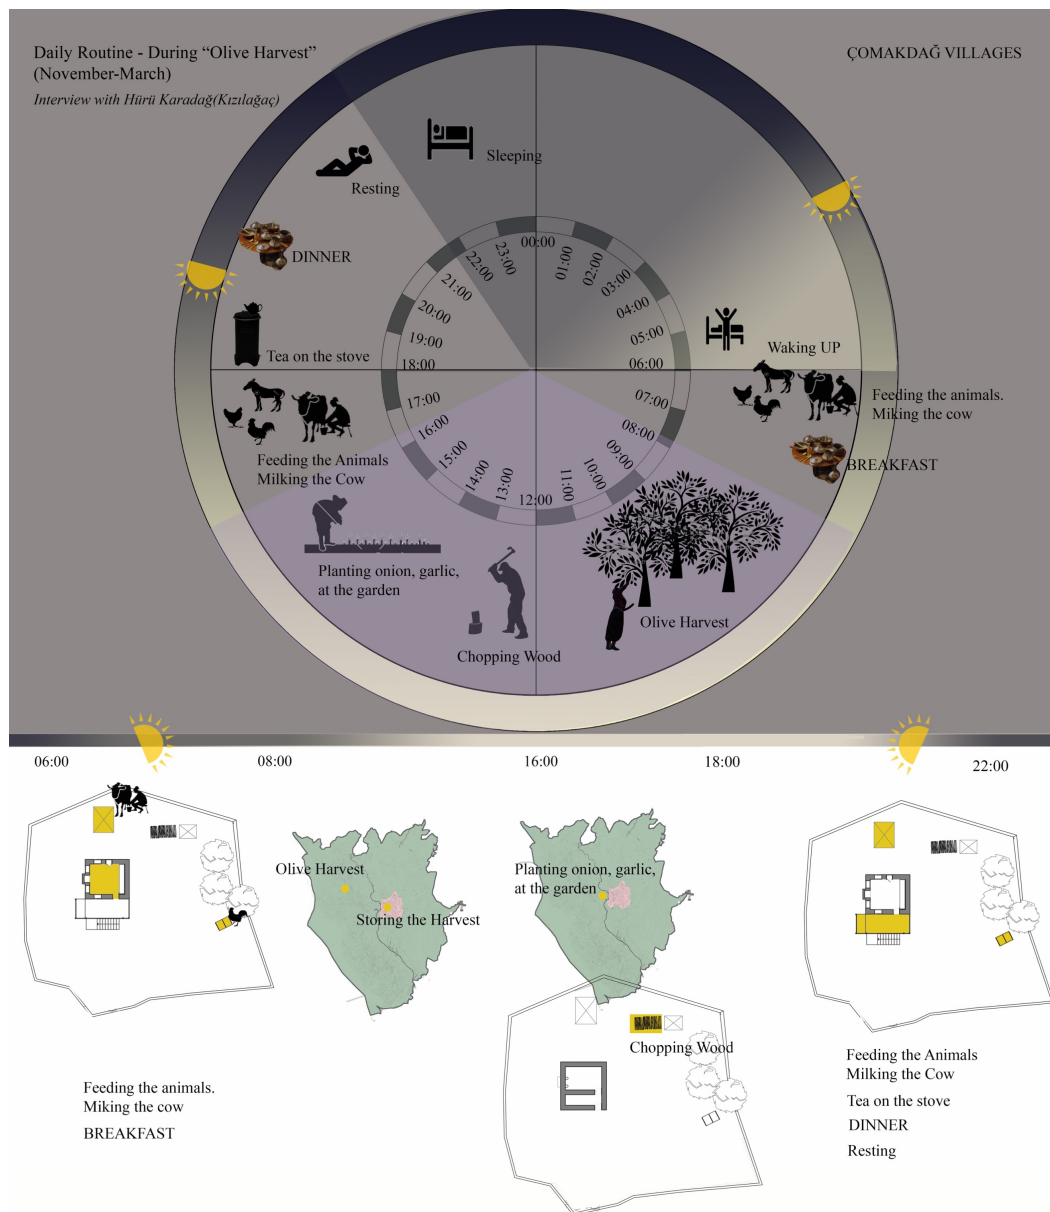 Daily Routine - During “Olive Harvest”
(November-March)
Interview with Hürü Karadağ(Kızılağaç)
ÇOMAKDAĞ VILLAGES
Sleeping
Resting
DINNER
Tea on the stove
Waking UP
Feeding the animals.
Miking the cow
BREAKFAST
Feeding the Animals
Milking the Cow
Planting onion, garlic,
at the garden
Chopping Wood
Olive Harvest
00:00
01:00
02:00
03:00
04:00
05:00
06:00
07:00
08:00
09:00
10:00
11:00
12:00
13:00
14:00
15:00
16:00
17:00
18:00
19:00
20:00
21:00
22:00
23:00
06:00
08:00
16:00
18:00
22:00
Olive Harvest
Storing the Harvest
Planting onion, garlic,
at the garden
Chopping Wood
Feeding the animals.
Miking the cow
BREAKFAST
Feeding the Animals
Milking the Cow
Tea on the stove
DINNER
Resting